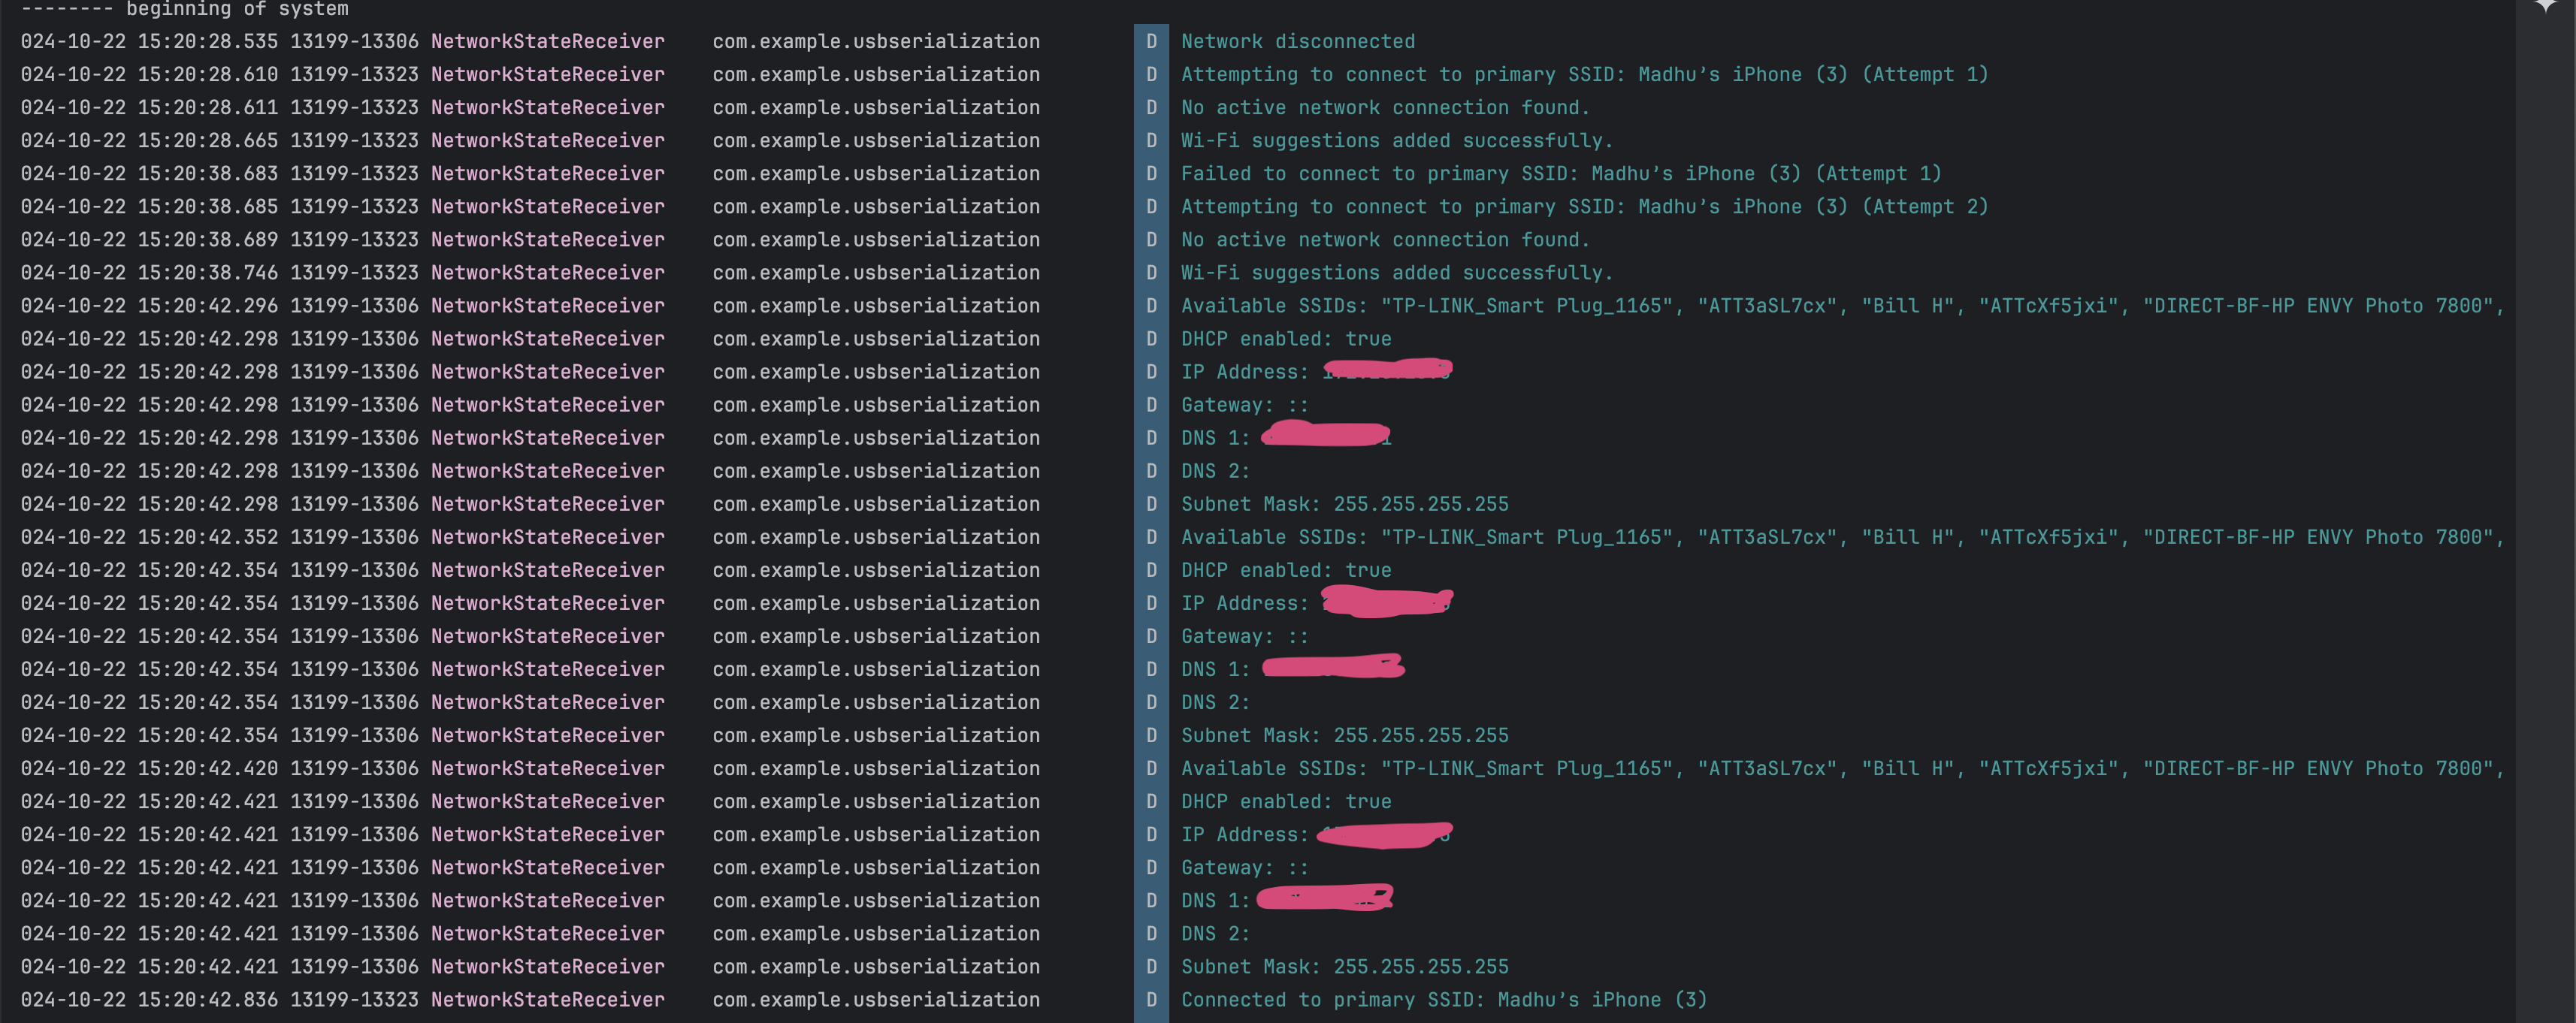 -------- beginning of system
024-10-22 15:20:28.535 13199-13306 NetworkStateReceiver com.example.usbserialization D Network disconnected
024-10-22 15:20:28.610 13199-13323 NetworkStateReceiver com.example.usbserialization D Attempting to connect to primary SSID: Madhu’s iPhone (3) (Attempt 1)
024-10-22 15:20:28.611 13199-13323 NetworkStateReceiver com.example.usbserialization D No active network connection found.
024-10-22 15:20:28.665 13199-13323 NetworkStateReceiver com.example.usbserialization D Wi-Fi suggestions added successfully.
024-10-22 15:20:38.683 13199-13323 NetworkStateReceiver com.example.usbserialization D Failed to connect to primary SSID: Madhu’s iPhone (3) (Attempt 1)
024-10-22 15:20:38.685 13199-13323 NetworkStateReceiver com.example.usbserialization D Attempting to connect to primary SSID: Madhu’s iPhone (3) (Attempt 2)
024-10-22 15:20:38.689 13199-13323 NetworkStateReceiver com.example.usbserialization D No active network connection found.
024-10-22 15:20:38.746 13199-13323 NetworkStateReceiver com.example.usbserialization D Wi-Fi suggestions added successfully.
024-10-22 15:20:42.296 13199-13306 NetworkStateReceiver com.example.usbserialization D Available SSIDs: "TP-LINK_Smart Plug_1165", "ATT3aSL7cx", "Bill H", "ATTcXf5jxi", "DIRECT-BF-HP ENVY Photo 7800",
024-10-22 15:20:42.298 13199-13306 NetworkStateReceiver com.example.usbserialization D DHCP enabled: true
024-10-22 15:20:42.298 13199-13306 NetworkStateReceiver com.example.usbserialization D IP Address:
024-10-22 15:20:42.298 13199-13306 NetworkStateReceiver com.example.usbserialization D Gateway: ::
024-10-22 15:20:42.298 13199-13306 NetworkStateReceiver com.example.usbserialization D DNS 1:
024-10-22 15:20:42.298 13199-13306 NetworkStateReceiver com.example.usbserialization D DNS 2:
024-10-22 15:20:42.298 13199-13306 NetworkStateReceiver com.example.usbserialization D Subnet Mask: 255.255.255.255
024-10-22 15:20:42.352 13199-13306 NetworkStateReceiver com.example.usbserialization D Available SSIDs: "TP-LINK_Smart Plug_1165", "ATT3aSL7cx", "Bill H", "ATTcXf5jxi", "DIRECT-BF-HP ENVY Photo 7800",
024-10-22 15:20:42.354 13199-13306 NetworkStateReceiver com.example.usbserialization D DHCP enabled: true
024-10-22 15:20:42.354 13199-13306 NetworkStateReceiver com.example.usbserialization D IP Address:
024-10-22 15:20:42.354 13199-13306 NetworkStateReceiver com.example.usbserialization D Gateway: ::
024-10-22 15:20:42.354 13199-13306 NetworkStateReceiver com.example.usbserialization D DNS 1:
024-10-22 15:20:42.354 13199-13306 NetworkStateReceiver com.example.usbserialization D DNS 2:
024-10-22 15:20:42.354 13199-13306 NetworkStateReceiver com.example.usbserialization D Subnet Mask: 255.255.255.255
024-10-22 15:20:42.420 13199-13306 NetworkStateReceiver com.example.usbserialization D Available SSIDs: "TP-LINK_Smart Plug_1165", "ATT3aSL7cx", "Bill H", "ATTcXf5jxi", "DIRECT-BF-HP ENVY Photo 7800",
024-10-22 15:20:42.421 13199-13306 NetworkStateReceiver com.example.usbserialization D DHCP enabled: true
024-10-22 15:20:42.421 13199-13306 NetworkStateReceiver com.example.usbserialization D IP Address:
024-10-22 15:20:42.421 13199-13306 NetworkStateReceiver com.example.usbserialization D Gateway: ::
024-10-22 15:20:42.421 13199-13306 NetworkStateReceiver com.example.usbserialization D DNS 1:
024-10-22 15:20:42.421 13199-13306 NetworkStateReceiver com.example.usbserialization D DNS 2:
024-10-22 15:20:42.421 13199-13306 NetworkStateReceiver com.example.usbserialization D Subnet Mask: 255.255.255.255
024-10-22 15:20:42.836 13199-13323 NetworkStateReceiver com.example.usbserialization D Connected to primary SSID: Madhu’s iPhone (3)